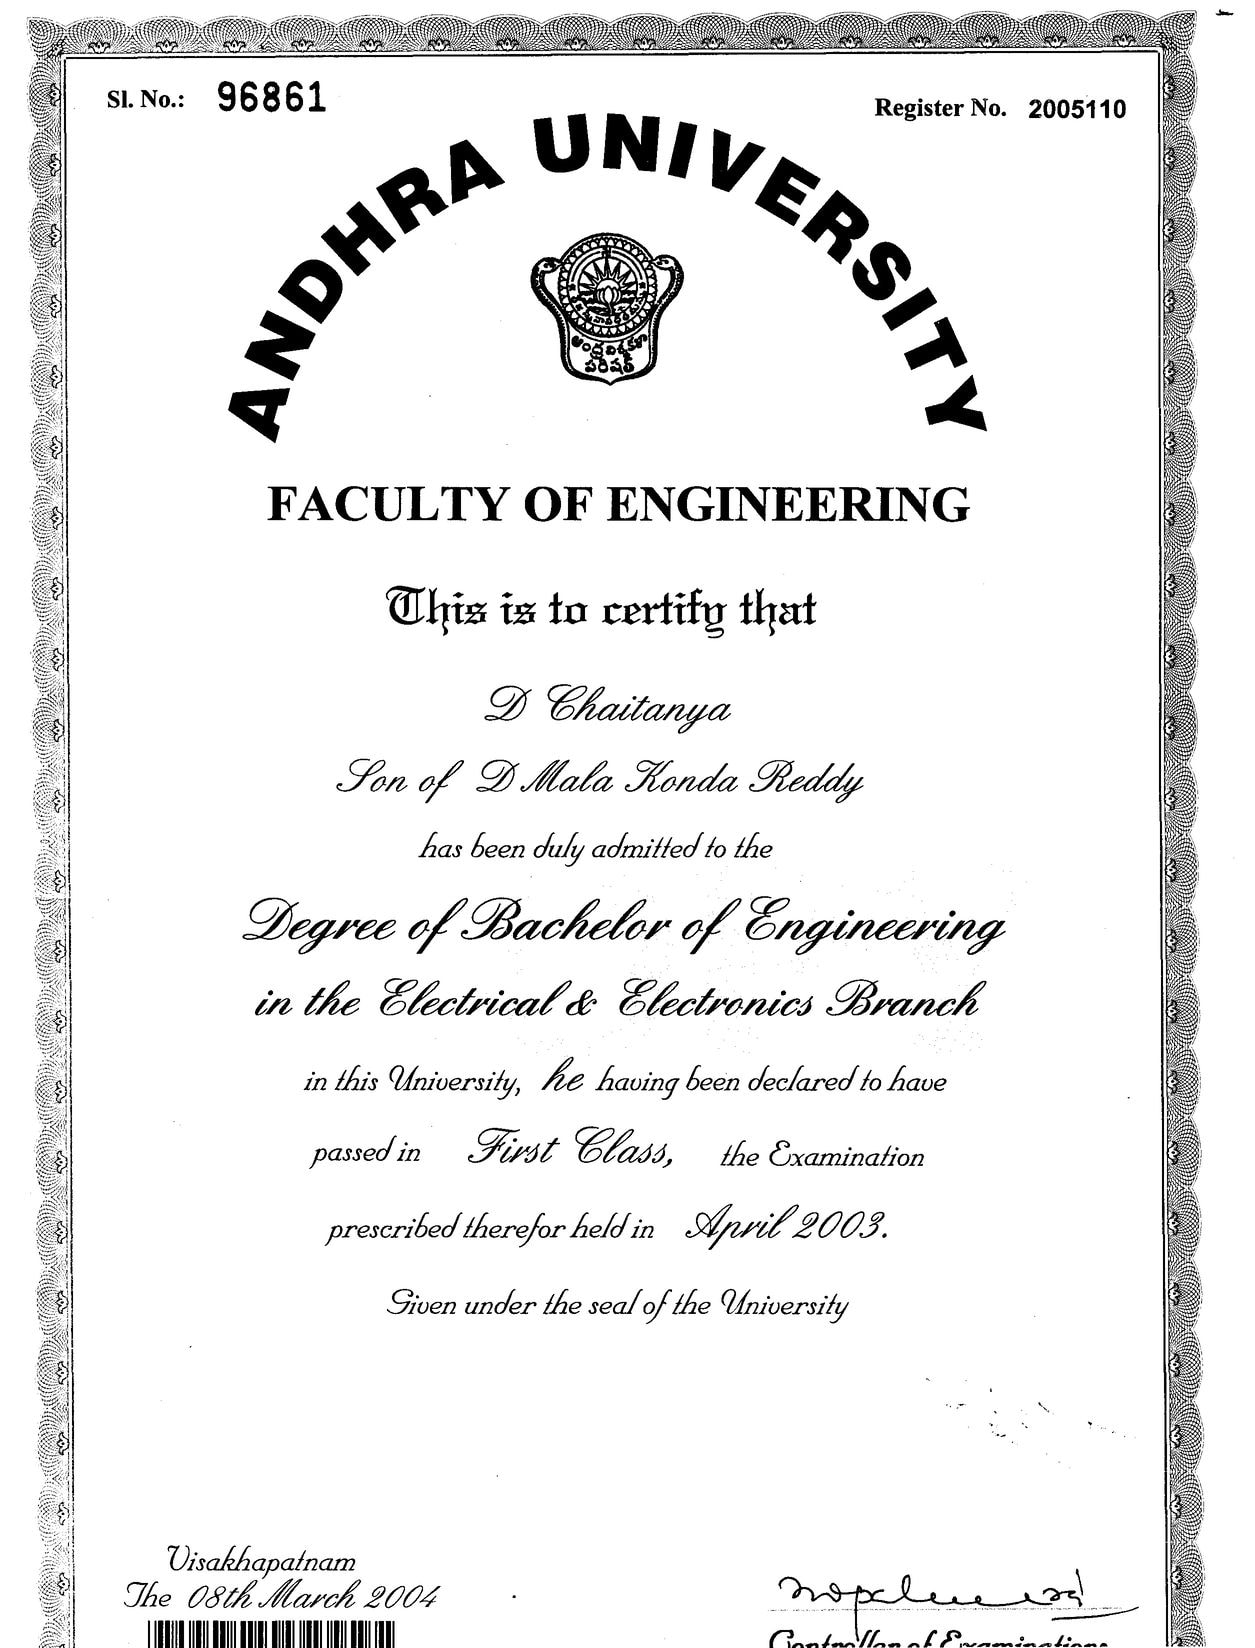 Sl. No.: 96861
Register No. 2005110
ANDHRA UNIVERSITY
FACULTY OF ENGINEERING
This is to certify that
D Chaitanya
Son of D Mala Konda Reddy
has been duly admitted to the
Degree of Bachelor of Engineering
in the Electrical & Electronics Branch
in this University, he having been declared to have
passed in First Class, the Examination
prescribed therefor held in April 2003.
Given under the seal of the University
Visakhapatnam
The 08th March 2004
Controller of Examinations